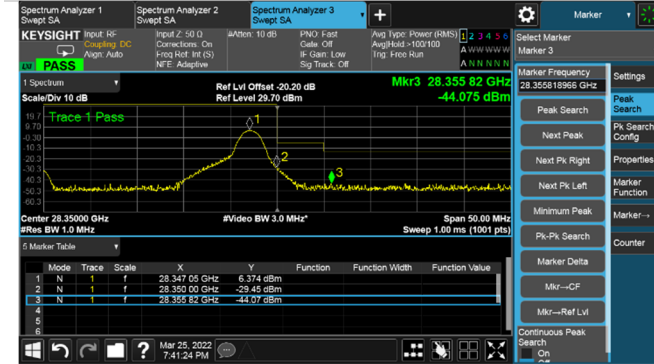 Spectrum Analyzer 1
Swept SA
Spectrum Analyzer 2
Swept SA
Spectrum Analyzer 3
Swept SA
+
Marker
KEYSIGHT Input: RF
Coupling: DC
Align: Auto
Input Z: 50 Ω
Corrections: On
Freq Ref: Int (S)
NFE: Adaptive
#Atten: 10 dB
PNO: Fast
Gate: Off
IF Gain: Low
Sig Track: Off
Avg Type: Power (RMS)
Avg|Hold >100/100
Trig: Free Run
1 2 3 4 5 6
A W W W W W
A N N N N N
PASS
Select Marker
Marker 3
1 Spectrum
Scale/Div 10 dB
Ref Lvl Offset -20.20 dB
Ref Level 29.70 dBm
Mkr3 28.355 82 GHz
-44.075 dBm
Trace 1 Pass
19.7
9.70
-0.30
-10.3
-20.3
-30.3
-40.3
-50.3
-60.3
1
2
3
Center 28.35000 GHz
#Res BW 1.0 MHz
#Video BW 3.0 MHz*
Span 50.00 MHz
Sweep 1.00 ms (1001 pts)
5 Marker Table
Mode Trace Scale X Y Function Function Width Function Value
1 N 1 f 28.347 05 GHz 6.374 dBm
2 N 1 f 28.350 00 GHz -29.45 dBm
3 N 1 f 28.355 82 GHz -44.07 dBm
4
5
6
Mar 25, 2022
7:41:24 PM
Marker Frequency
28.355818966 GHz
Peak Search
Next Peak
Next Pk Right
Next Pk Left
Minimum Peak
Pk-Pk Search
Marker Delta
Mkr→CF
Mkr→Ref Lvl
Continuous Peak
Search
On
Off
Settings
Peak
Search
Pk Search
Config
Properties
Marker
Function
Marker→
Counter